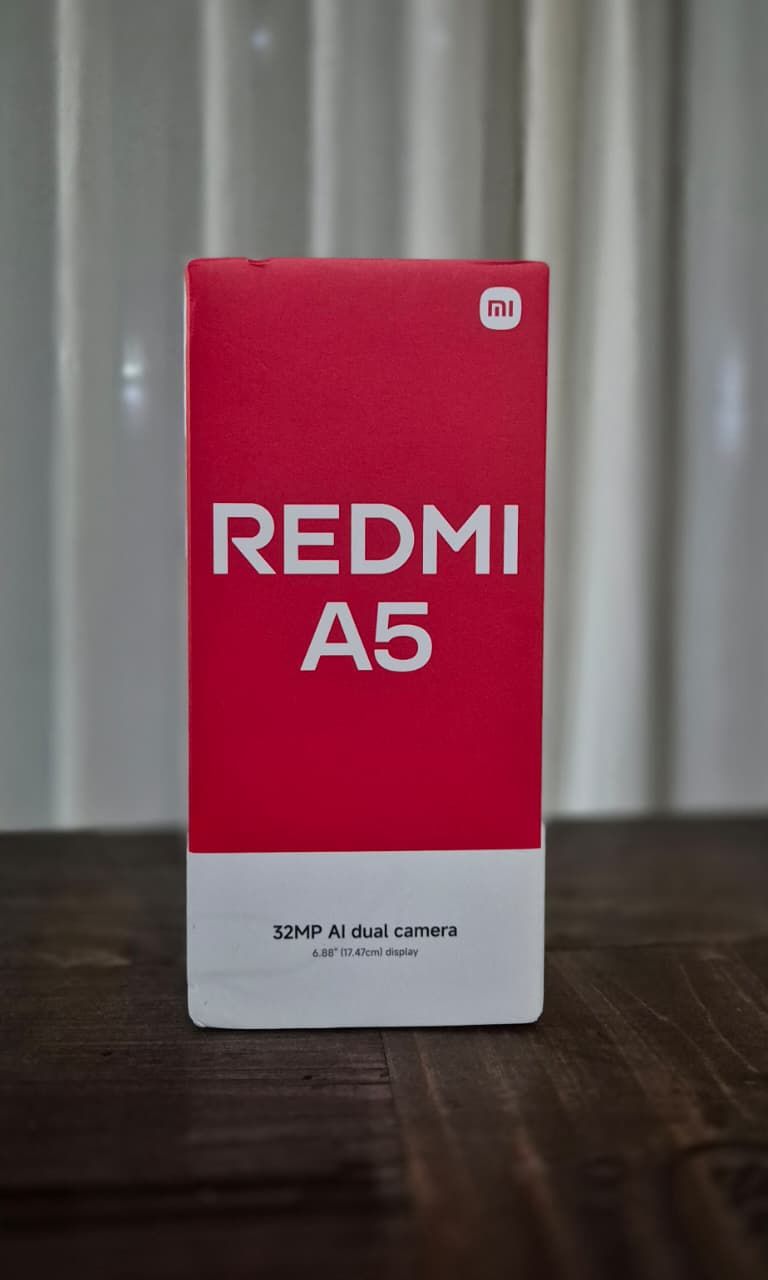 mi
REDMI
A5
32MP AI dual camera
6.88" (17.47cm) display